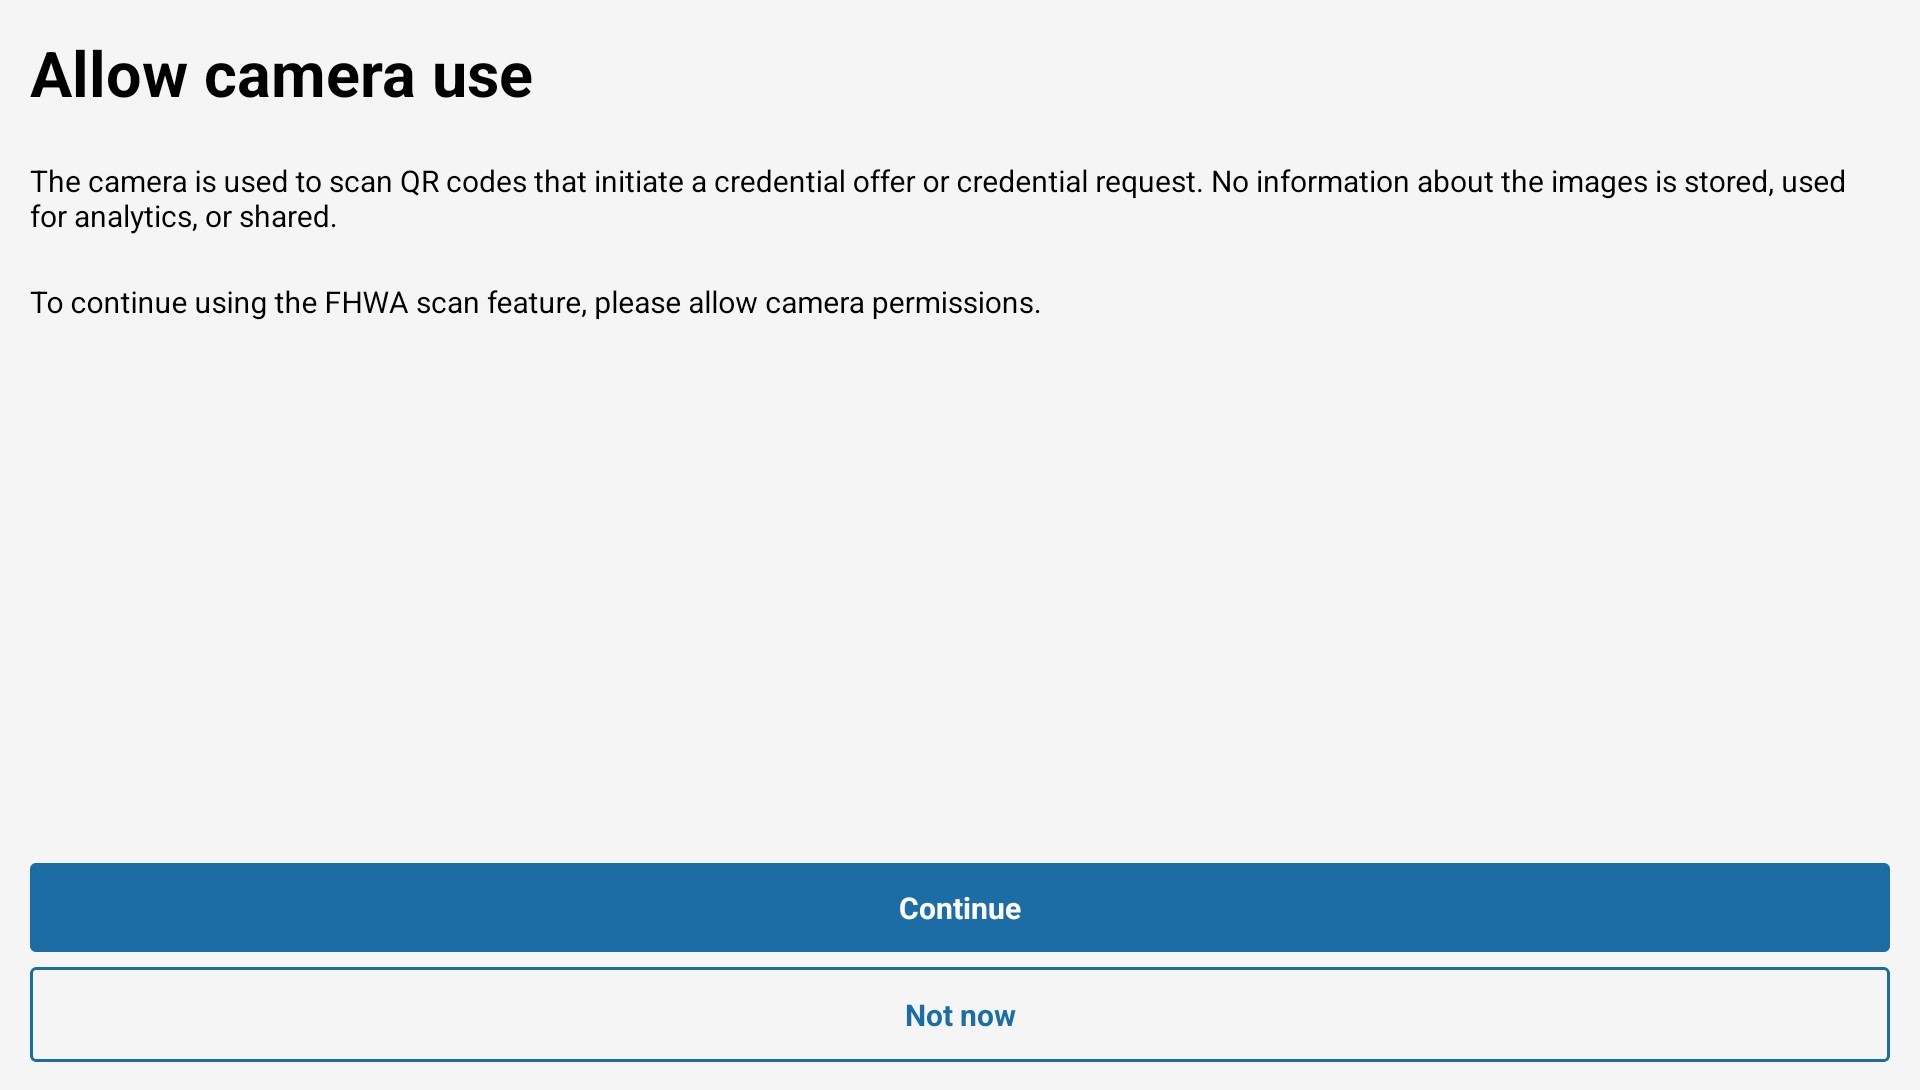 Allow camera use
The camera is used to scan QR codes that initiate a credential offer or credential request. No information about the images is stored, used
for analytics, or shared.
To continue using the FHWA scan feature, please allow camera permissions.
Continue
Not now